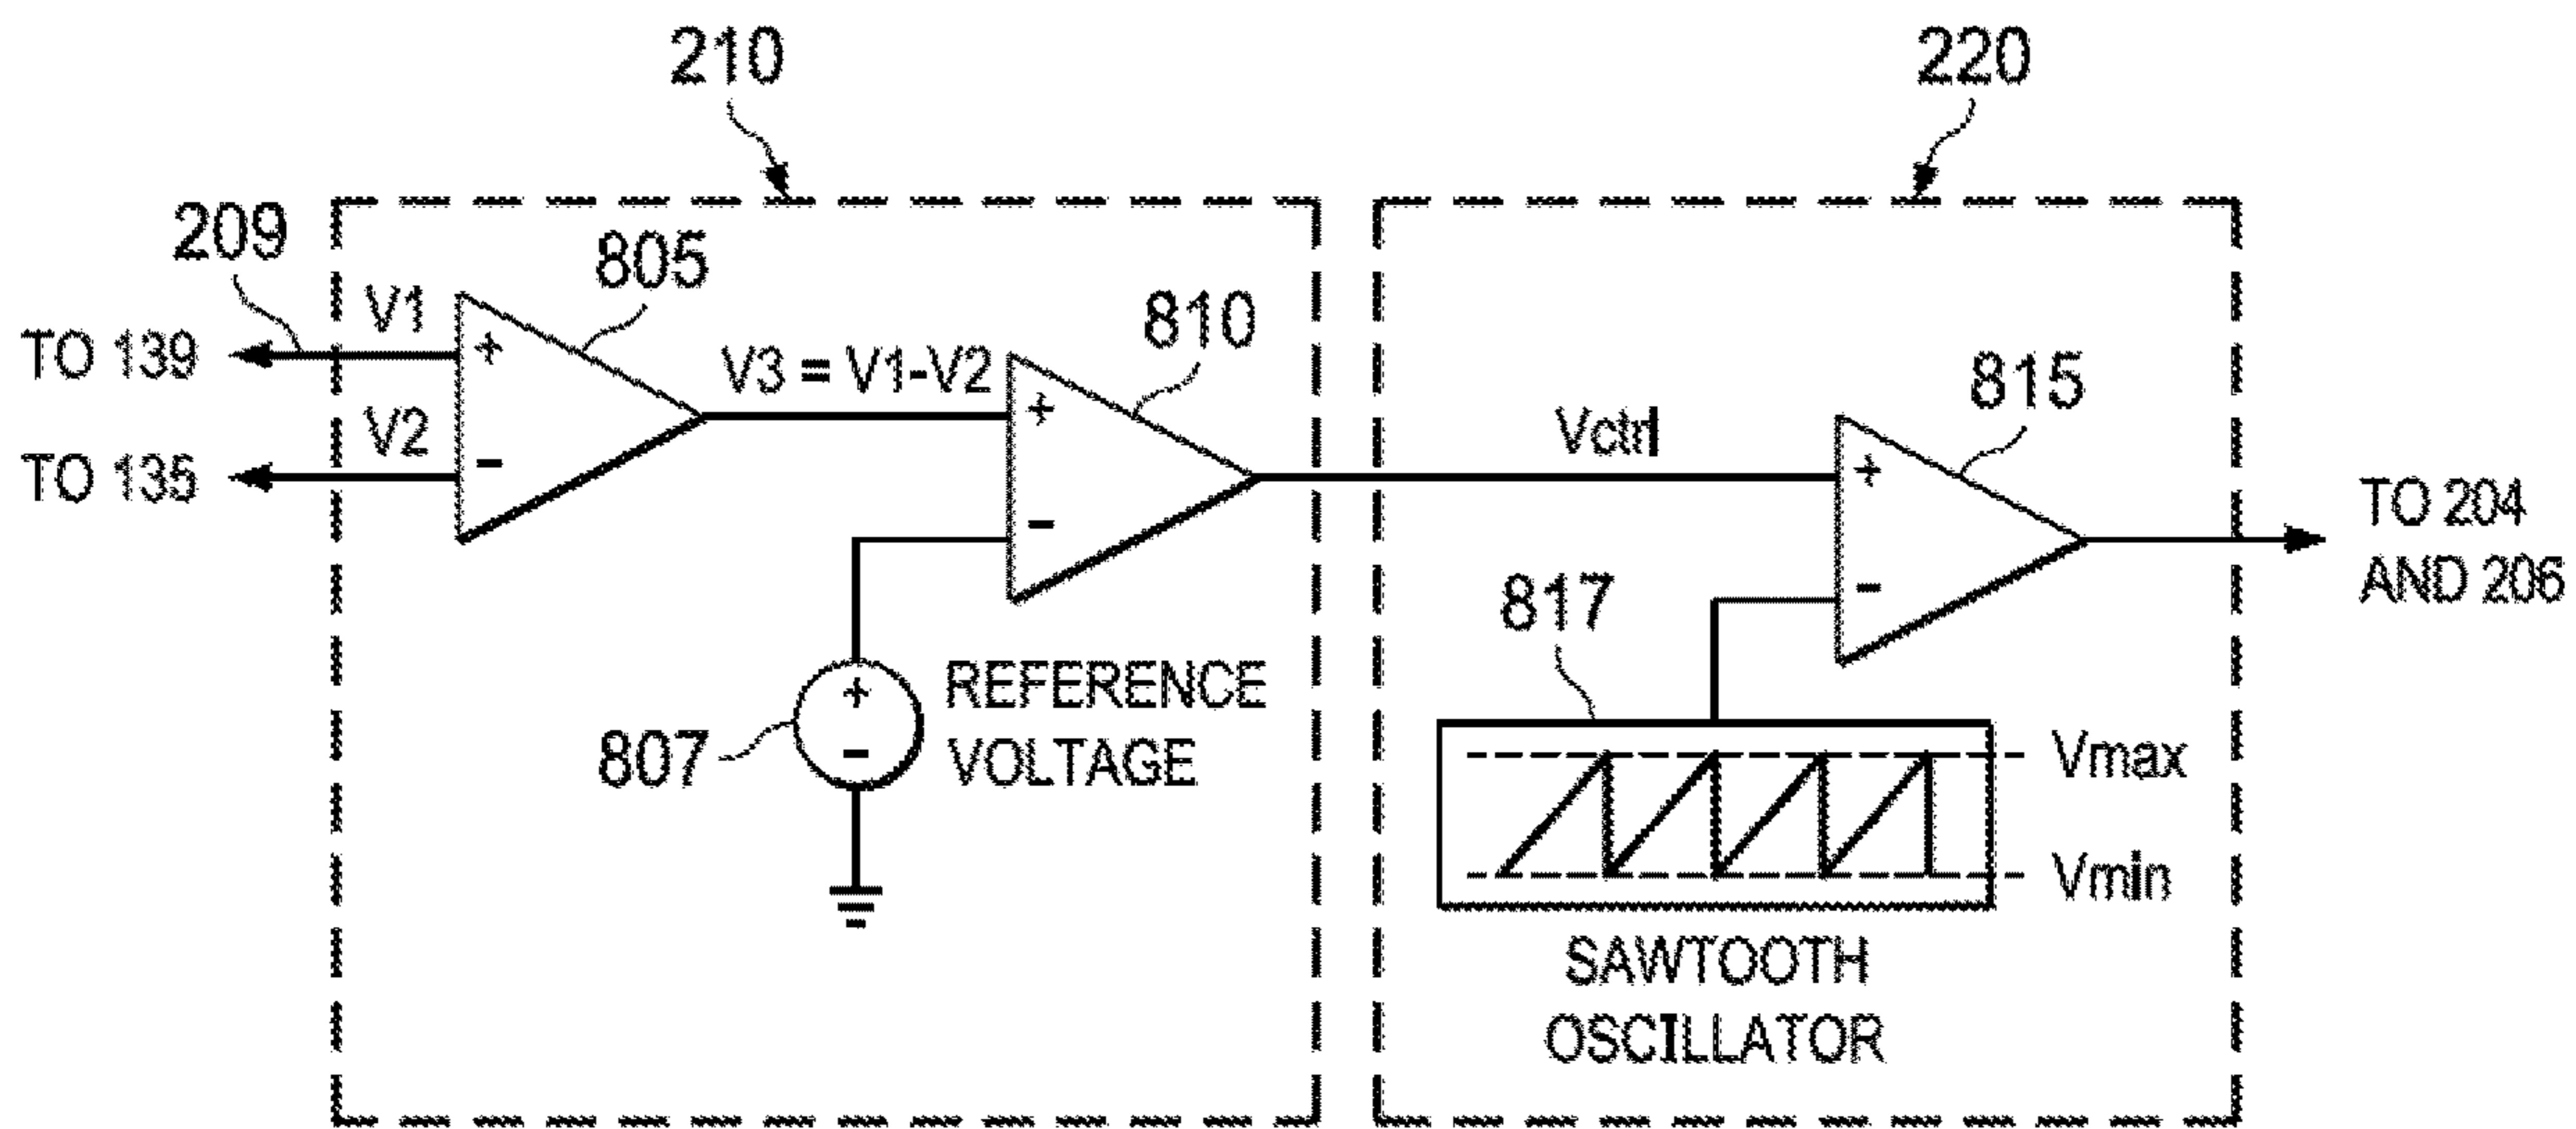 210
220
209
805
V1
TO 139
V3 = V1-V2
810
815
V2
Vctrl
TO 135
TO 204
AND 206
+
-
+
-
+
-
817
REFERENCE
VOLTAGE
807
+
-
Vmax
Vmin
SAWTOOTH
OSCILLATOR